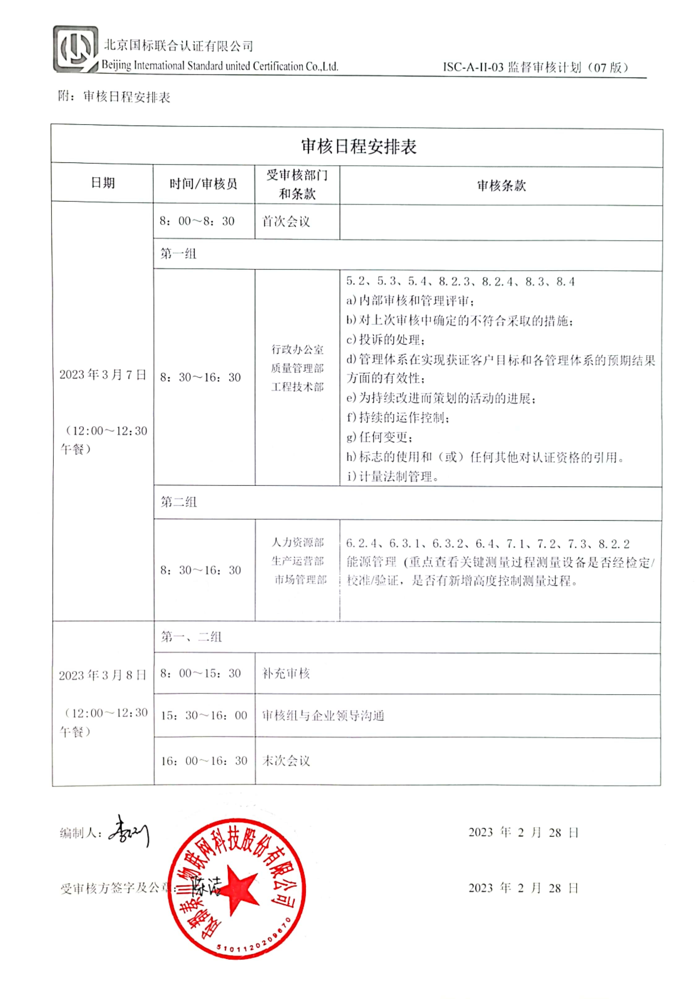 北京国标联合认证有限公司
Beijing International Standard united Certification Co.,Ltd.
ISC-A-II-03 监督审核计划（07 版）
附：审核日程安排表
审核日程安排表
日期
时间/审核员
受审核部门
和条款
审核条款
2023 年 3 月 7 日
（12:00～12:30
午餐）
8：00～8：30
首次会议
第一组
8：30～16：30
行政办公室
质量管理部
工程技术部
5.2、5.3、5.4、8.2.3、8.2.4、8.3、8.4
a)内部审核和管理评审；
b)对上次审核中确定的不符合采取的措施；
c)投诉的处理；
d)管理体系在实现获证客户目标和各管理体系的预期结果
方面的有效性；
e)为持续改进而策划的活动的进展；
f)持续的运作控制；
g)任何变更；
h)标志的使用和（或）任何其他对认证资格的引用。
i)计量法制管理。
第二组
8：30～16：30
人力资源部
生产运营部
市场管理部
6.2.4、6.3.1、6.3.2、6.4、7.1、7.2、7.3、8.2.2
能源管理 (重点查看关键测量过程测量设备是否经检定/
校准/验证，是否有新增高度控制测量过程。
2023 年 3 月 8 日
（12:00～12:30
午餐）
第一、二组
8：00～15：30
补充审核
15：30～16：00
审核组与企业领导沟通
16：00～16：30
末次会议
编制人：
2023 年 2 月 28 日
受审核方签字及公章：
陈洁
2023 年 2 月 28 日
成都秦川物联网科技股份有限公司
5101120209670